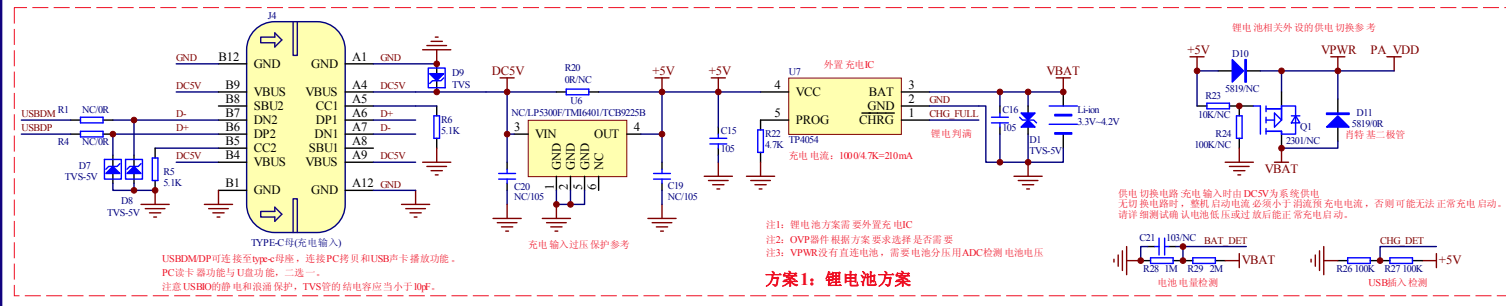 J4
GND B12 GND GND A1 GND
DC5V B9 VBUS VBUS A4 DC5V
B8 SBU2 CC1 A5
USBDM R1 NC/0R D- B7 DN2 DP1 A6 D+
USBDP R4 NC/0R D+ B6 DP2 DN1 A7 D-
B5 CC2 SBU1 A8
DC5V B4 VBUS VBUS A9 DC5V
B1 GND GND A12 GND
TYPE-C母(充电输入)
D7
TVS-5V
D8
TVS-5V
R5
5.1K
R6
5.1K
D9
TVS
USBDM/DP可连接至type-c母座，连接PC拷贝和USB声卡播放功能。
PC读卡器功能与U盘功能，二选一。
注意USBIO的静电和浪涌保护，TVS管的结电容应当小于10pF。
DC5V
R20
0R/NC
+5V
U6
NC/LP5300F/TMI6401/TCB9225B
3 VIN OUT 4
GND GND GND NC
1 2 5 6
C20
NC/105
C19
NC/105
充电输入过压保护参考
+5V
C15
105
外置充电IC
U7
4 VCC BAT 3
GND 2 GND
5 PROG CHRG 1 CHG_FULL
TP4054
锂电判满
R22
4.7K
充电电流：1000/4.7K=210mA
VBAT
C16
105
D1
TVS-5V
Li-ion
3.3V~4.2V
注1：锂电池方案需要外置充电IC
注2：OVP器件根据方案要求选择是否需要
注3：VPWR没有直连电池，需要电池分压用ADC检测电池电压
方案1：锂电池方案
锂电池相关外设的供电切换参考
+5V
D10
5819/NC
VPWR PA_VDD
R23
10K/NC
R24
100K/NC
Q1
2301/NC
D11
5819/0R
肖特基二极管
VBAT
供电切换电路:充电输入时由DC5V为系统供电
无切换电路时，整机启动电流必须小于涓流预充电电流，否则可能无法正常充电启动。
请详细测试确认电池低压或过放后能正常充电启动。
C21 103/NC
BAT_DET
R28 1M R29 2M
VBAT
电池电量检测
CHG_DET
R26 100K R27 100K
+5V
USB插入检测